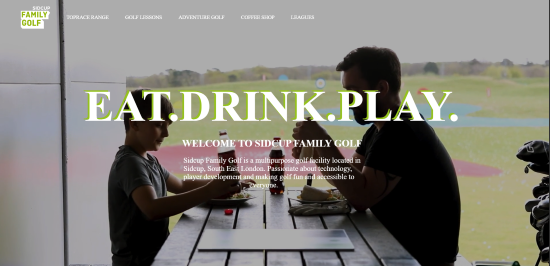 SIDCUP
FAMILY
GOLF
TOPRACE RANGE GOLF LESSONS ADVENTURE GOLF COFFEE SHOP LEAGUES
EAT.DRINK.PLAY.
WELCOME TO SIDCUP FAMILY GOLF
Sidcup Family Golf is a multipurpose golf facility located in
Sidcup, South East London. Passionate about technology,
player development and making golf fun and accessible to
everyone.